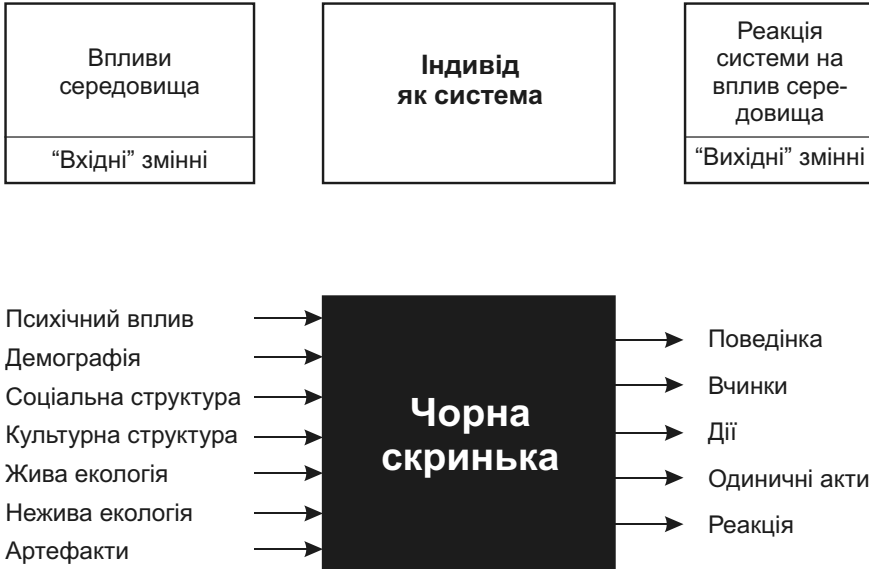 Впливи
середовища
“Вхідні” змінні
Індивід
як система
Реакція
системи на
вплив сере-
довища
“Вихідні” змінні
Психічний вплив
Демографія
Соціальна структура
Культурна структура
Жива екологія
Нежива екологія
Артефакти
Чорна
скринька
Поведінка
Вчинки
Дії
Одиничні акти
Реакція